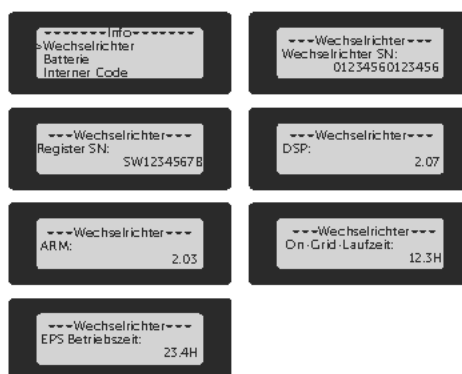 -------Info-------
>Wechselrichter
Batterie
Interner Code
---Wechselrichter---
Wechselrichter SN:
01234560123456
---Wechselrichter---
Register SN:
SW1234567B
---Wechselrichter---
DSP:
2.07
---Wechselrichter---
ARM:
2.03
---Wechselrichter---
On-Grid-Laufzeit:
12.3H
---Wechselrichter---
EPS Betriebszeit:
23.4H